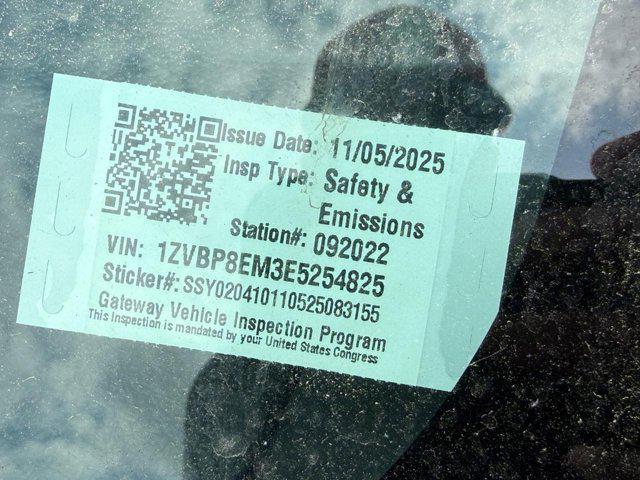 Issue Date: 11/05/2025
Insp Type: Safety &
Emissions
Station#: 092022
VIN: 1ZVBP8EM3E5254825
Sticker#: SSY020410110525083155
Gateway Vehicle Inspection Program
This Inspection is mandated by your United States Congress